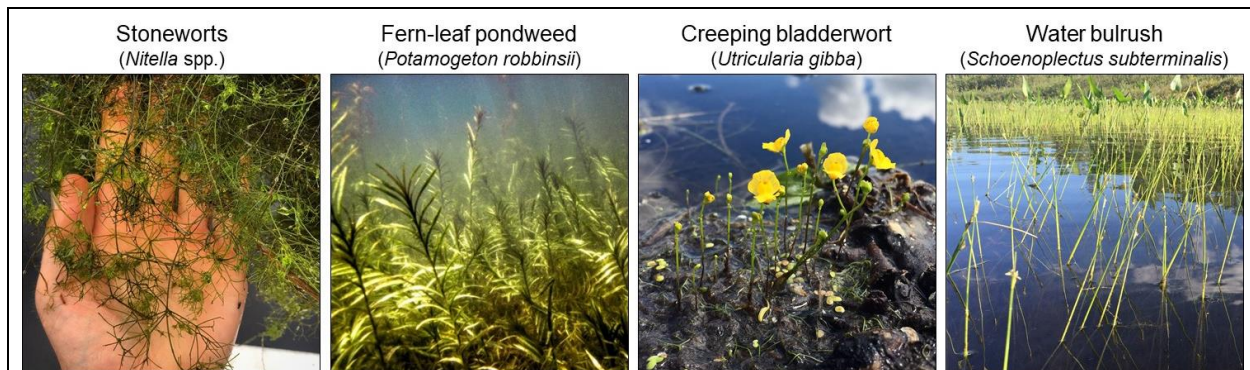 Stoneworts
(Nitella spp.)
Fern-leaf pondweed
(Potamogeton robbinsii)
Creeping bladderwort
(Utricularia gibba)
Water bulrush
(Schoenoplectus subterminalis)